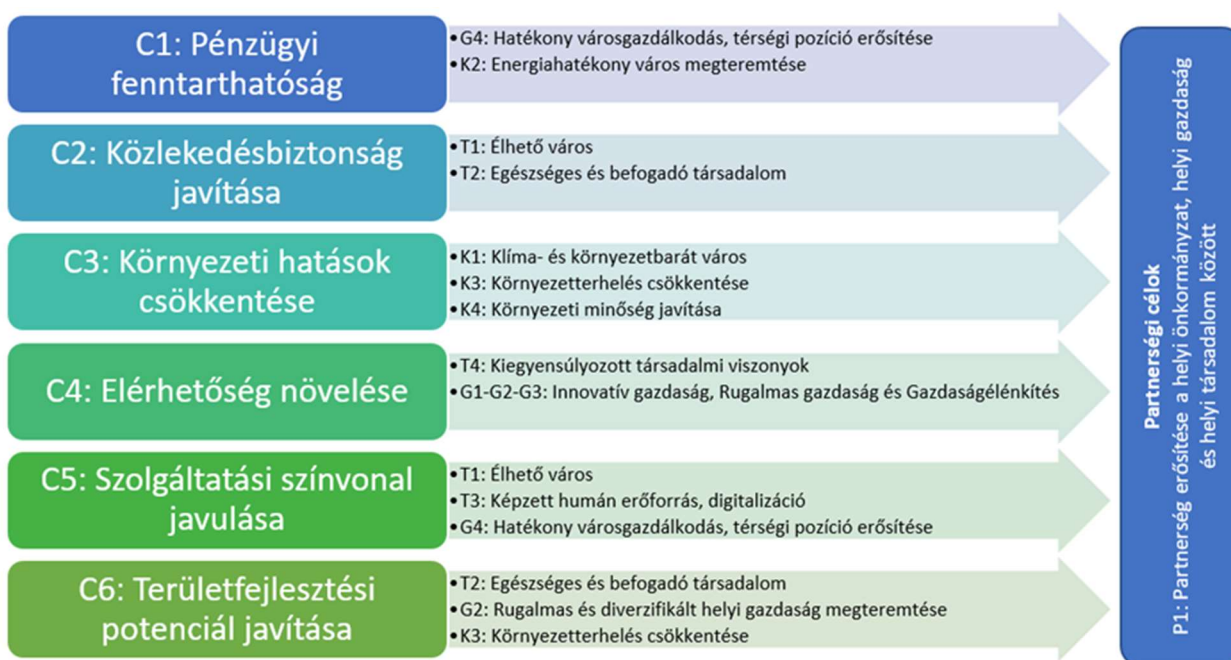 C1: Pénzügyi
fenntarthatóság
•G4: Hatékony városgazdálkodás, térségi pozíció erősítése
•K2: Energiahatékony város megteremtése
C2: Közlekedésbiztonság
javítása
•T1: Élhető város
•T2: Egészséges és befogadó társadalom
C3: Környezeti hatások
csökkentése
•K1: Klíma- és környezetbarát város
•K3: Környezetterhelés csökkentése
•K4: Környezeti minőség javítása
C4: Elérhetőség növelése
•T4: Kiegyensúlyozott társadalmi viszonyok
•G1-G2-G3: Innovatív gazdaság, Rugalmas gazdaság és Gazdaságélénkítés
C5: Szolgáltatási színvonal
javulása
•T1: Élhető város
•T3: Képzett humán erőforrás, digitalizáció
•G4: Hatékony városgazdálkodás, térségi pozíció erősítése
C6: Területfejlesztési
potenciál javítása
•T2: Egészséges és befogadó társadalom
•G2: Rugalmas és diverzifikált helyi gazdaság megteremtése
•K3: Környezetterhelés csökkentése
Partnerségi célok
P1: Partnerség erősítése a helyi önkormányzat, helyi gazdaság
és helyi társadalom között